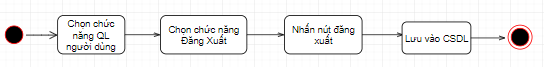 Chọn chức
năng QL
người dùng
Chọn chức năng
Đăng Xuất
Nhấn nút đăng
xuất
Lưu vào CSDL